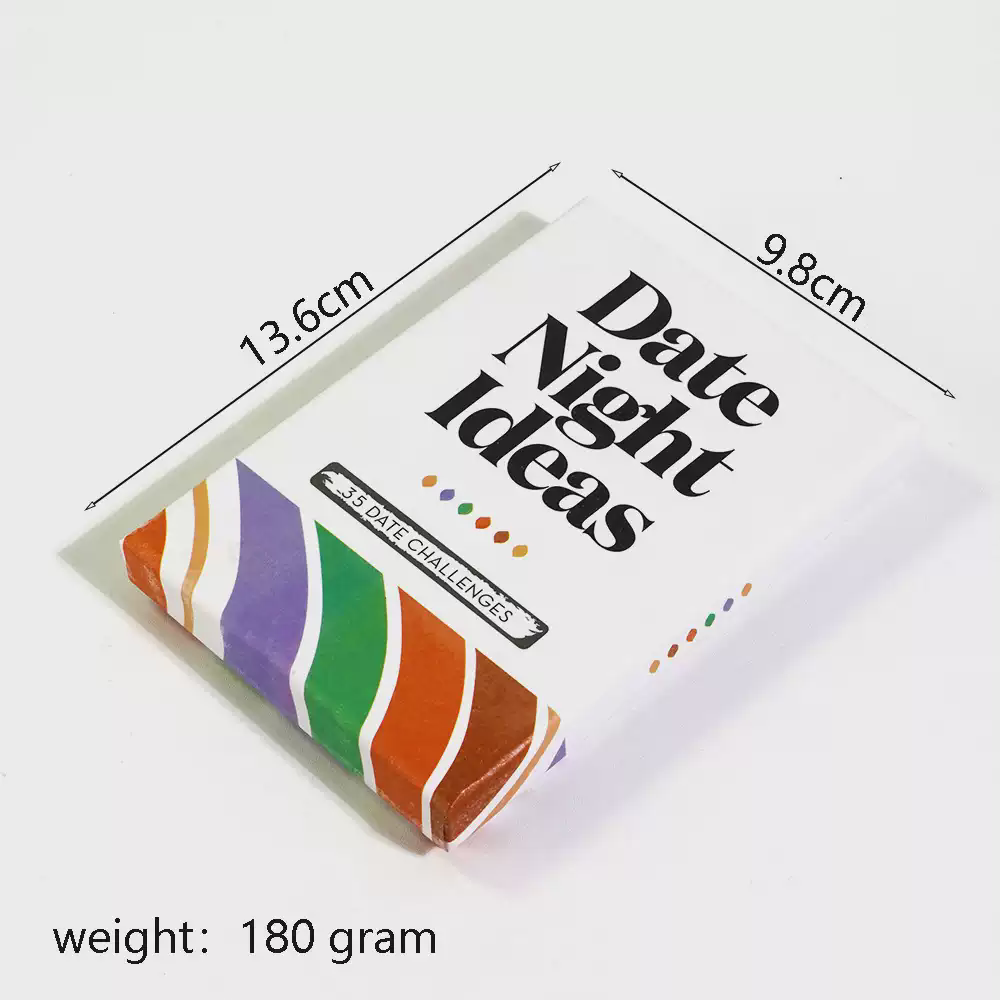 13.6cm
9.8cm
Date
Night
Ideas
35 DATE CHALLENGES
weight: 180 gram